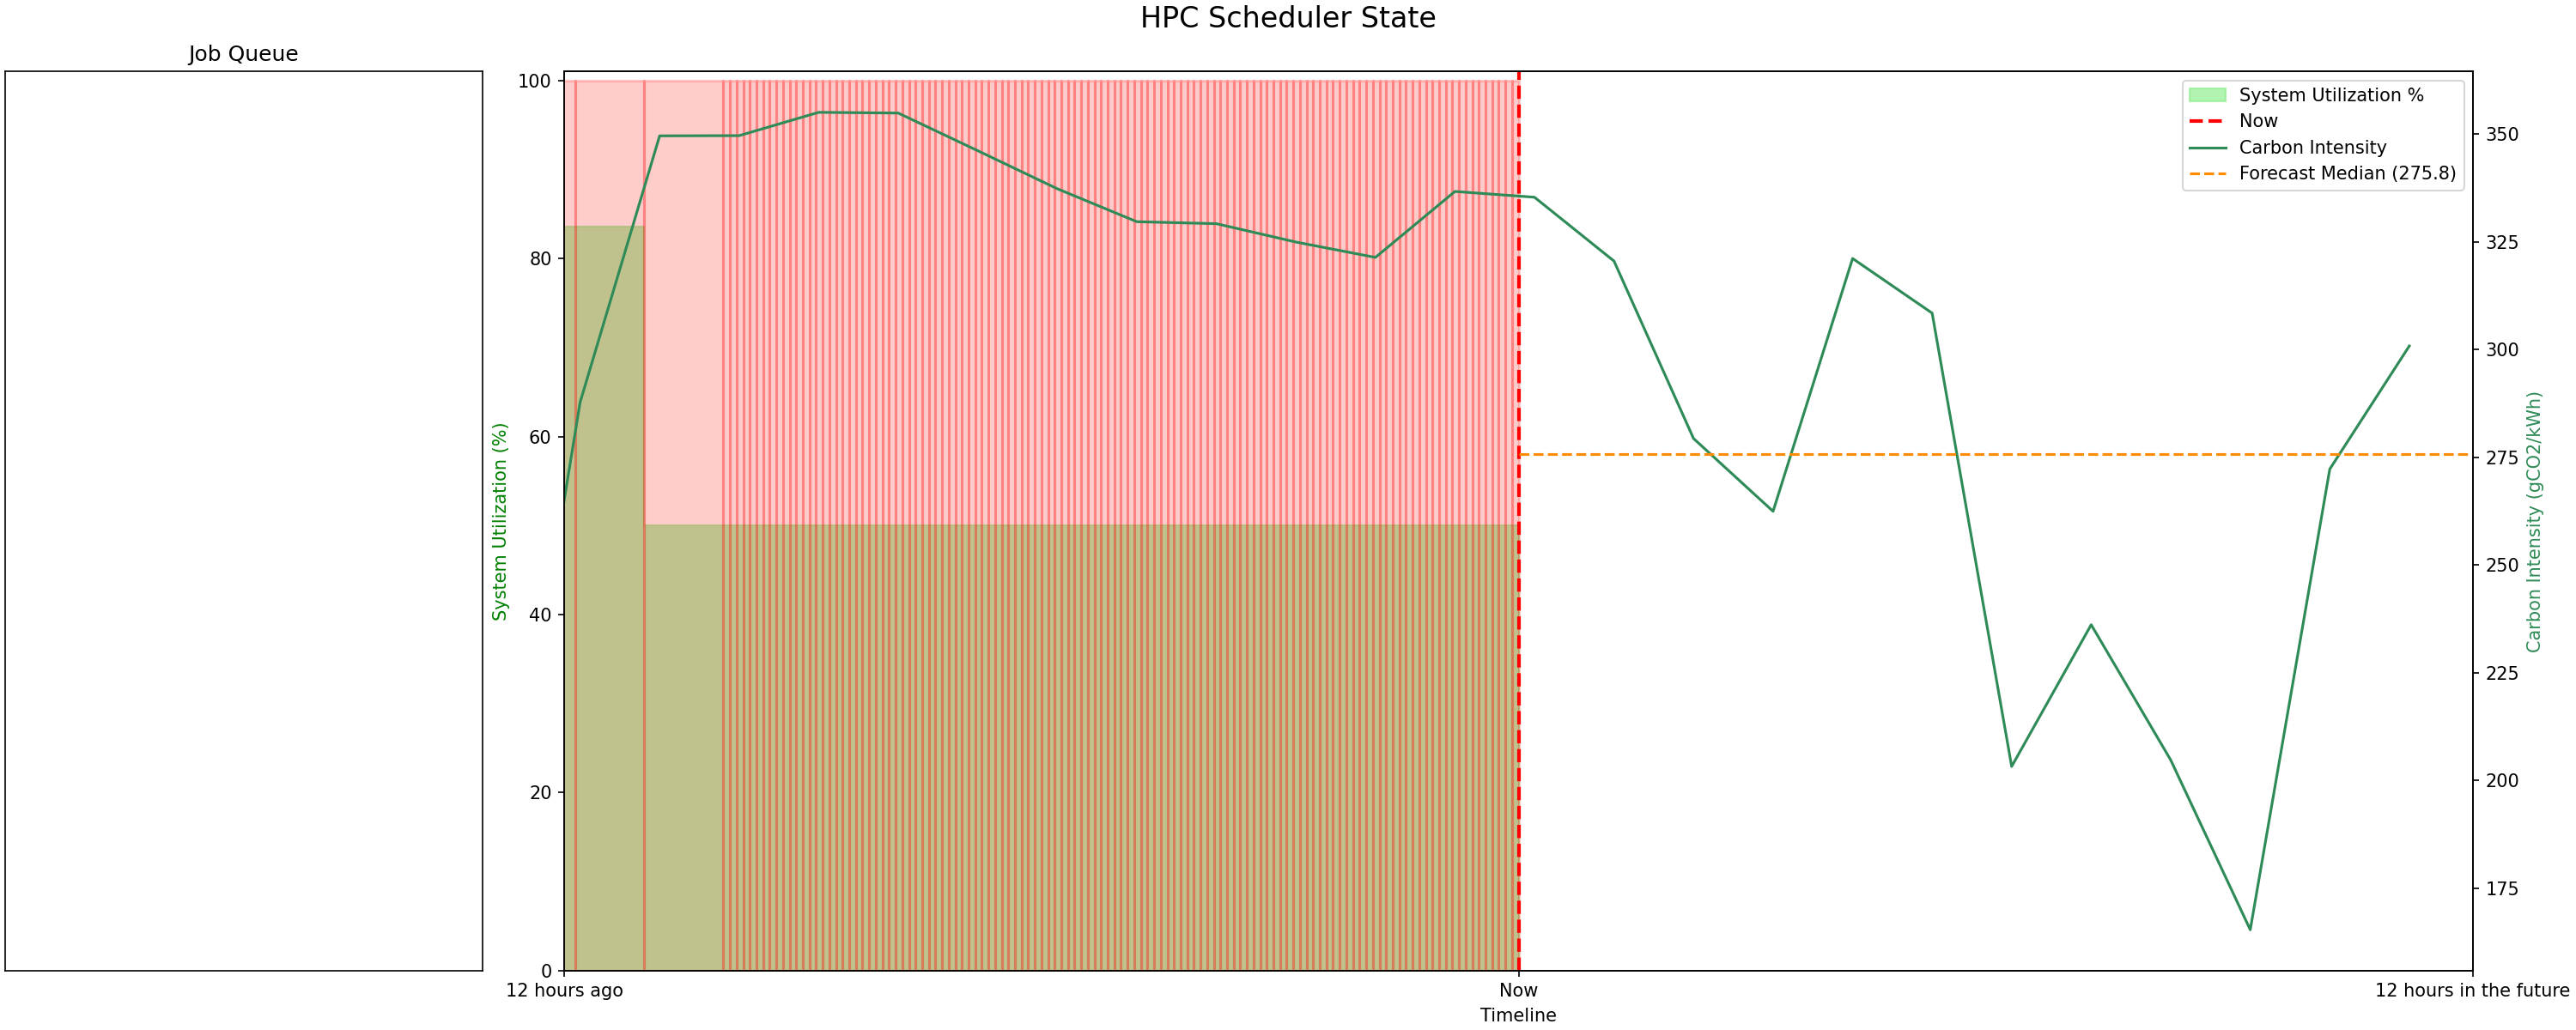 HPC Scheduler State
Job Queue
System Utilization (%)
100
80
60
40
20
0
12 hours ago
Now
12 hours in the future
Timeline
System Utilization %
Now
Carbon Intensity
Forecast Median (275.8)
350
325
300
275
250
225
200
175
Carbon Intensity (gCO2/kWh)